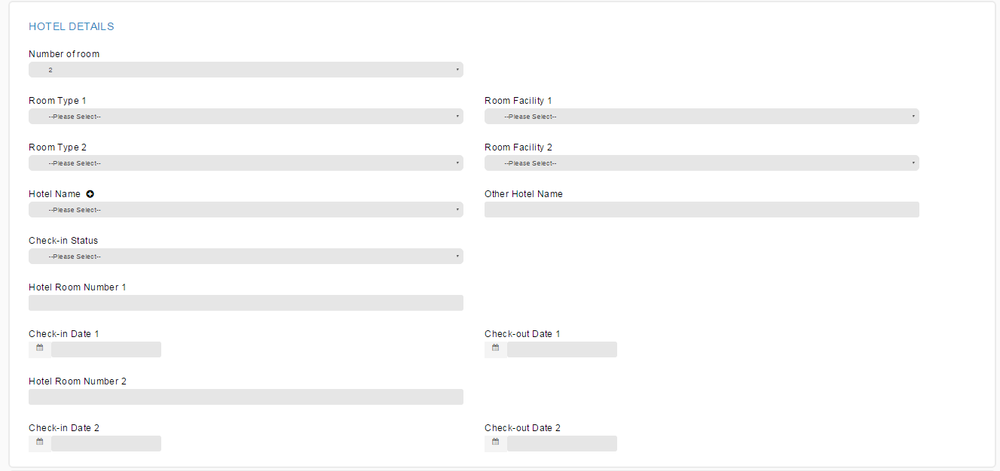 HOTEL DETAILS
Number of room
2
Room Type 1 Room Facility 1
--Please Select-- --Please Select--
Room Type 2 Room Facility 2
--Please Select-- --Please Select--
Hotel Name Other Hotel Name
--Please Select--
Check-in Status
--Please Select--
Hotel Room Number 1
Check-in Date 1 Check-out Date 1
Hotel Room Number 2
Check-in Date 2 Check-out Date 2